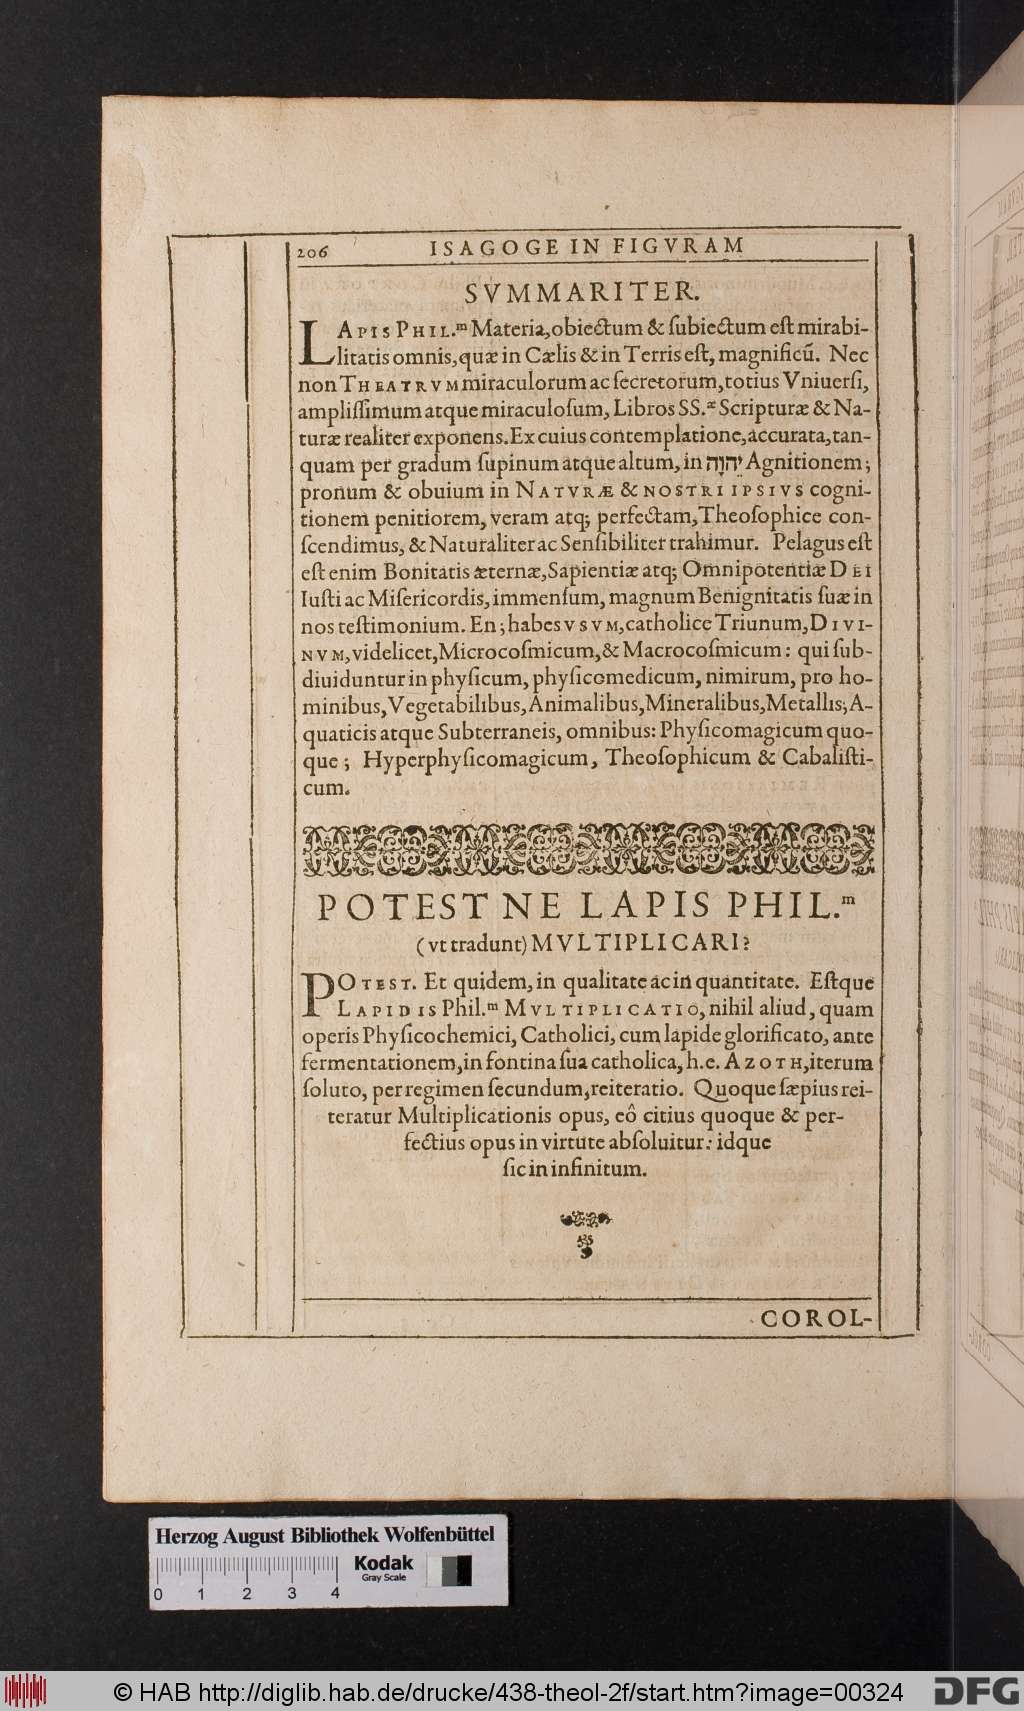 206 ISAGOGE IN FIGVRAM
SVMMARITER.
LAPIS PHIL.m Materia, obiectum & ſubiectum eſt mirabi-
litatis omnis, quæ in Cælis & in Terris eſt, magnificũ. Nec
non THEATRVM miraculorum ac ſecretorum, totius Vniuerſi,
ampliſſimum atque miraculoſum, Libros SS.æ Scripturæ & Na-
turæ realiter exponens. Ex cuius contemplatione, accurata, tan-
quam per gradum ſupinum atque altum, in יְהוָה Agnitionem;
pronum & obuium in NATVRÆ & NOSTRI IPSIVS cogni-
tionem penitiorem, veram atq; perfectam, Theoſophice con-
ſcendimus, & Naturaliter ac Senſibiliter trahimur. Pelagus eſt
eſt enim Bonitatis æternæ, Sapientiæ atq; Omnipotentiæ DEI
Iuſti ac Miſericordis, immenſum, magnum Benignitatis ſuæ in
nos teſtimonium. En; habes VSVM, catholice Triunum, DIVI-
NVM, videlicet, Microcoſmicum, & Macrocoſmicum: qui ſub-
diuiduntur in phyſicum, phyſicomedicum, nimirum, pro ho-
minibus, Vegetabilibus, Animalibus, Mineralibus, Metallis; A-
quaticis atque Subterraneis, omnibus: Phyſicomagicum quo-
que; Hyperphyſicomagicum, Theoſophicum & Cabaliſti-
cum.
POTEST NE LAPIS PHIL.m
(vt tradunt) MVLTIPLICARI?
POTEST. Et quidem, in qualitate ac in quantitate. Eſtque
LAPIDIS Phil.m MVLTIPLICATIO, nihil aliud, quam
operis Phyſicochemici, Catholici, cum lapide glorificato, ante
fermentationem, in fontina ſua catholica, h.e. AZOTH, iterum
ſoluto, per regimen ſecundum, reiteratio. Quoque ſæpius rei-
teratur Multiplicationis opus, eô citius quoque & per-
fectius opus in virtute abſoluitur: idque
ſic in infinitum.
COROL-
Herzog August Bibliothek Wolfenbüttel
Kodak
Gray Scale
0 1 2 3 4
© HAB http://diglib.hab.de/drucke/438-theol-2f/start.htm?image=00324 DFG